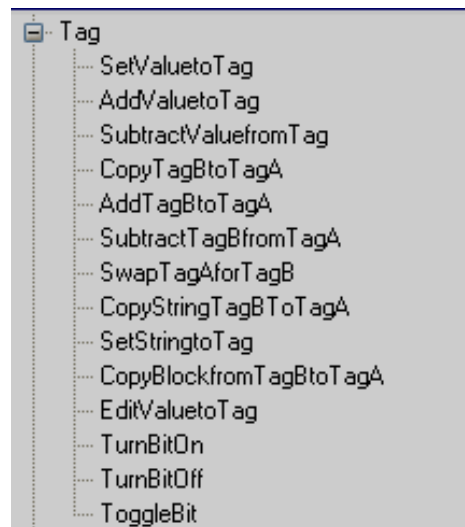 Tag
SetValuetoTag
AddValuetoTag
SubtractValuefromTag
CopyTagBtoTagA
AddTagBtoTagA
SubtractTagBfromTagA
SwapTagAforTagB
CopyStringTagBToTagA
SetStringtoTag
CopyBlockfromTagBtoTagA
EditValuetoTag
TurnBitOn
TurnBitOff
ToggleBit